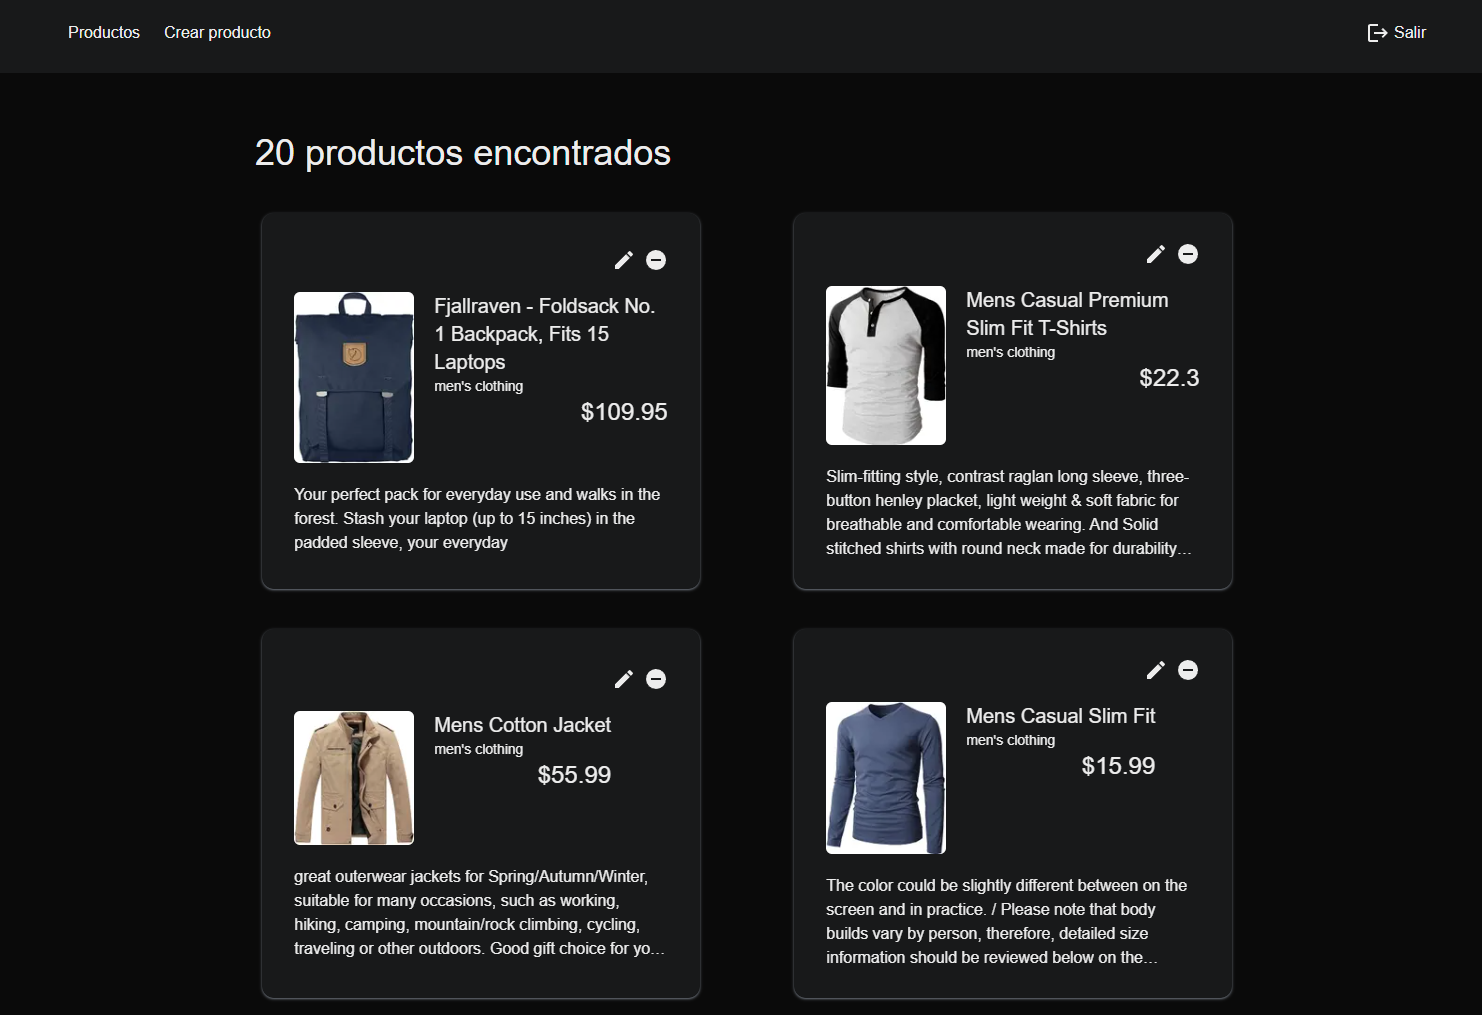 Productos
Crear producto
Salir
20 productos encontrados
Fjallraven - Foldsack No.
1 Backpack, Fits 15
Laptops
men's clothing
$109.95
Your perfect pack for everyday use and walks in the
forest. Stash your laptop (up to 15 inches) in the
padded sleeve, your everyday
Mens Casual Premium
Slim Fit T-Shirts
men's clothing
$22.3
Slim-fitting style, contrast raglan long sleeve, three-
button henley placket, light weight & soft fabric for
breathable and comfortable wearing. And Solid
stitched shirts with round neck made for durability…
Mens Cotton Jacket
men's clothing
$55.99
great outerwear jackets for Spring/Autumn/Winter,
suitable for many occasions, such as working,
hiking, camping, mountain/rock climbing, cycling,
traveling or other outdoors. Good gift choice for yo…
Mens Casual Slim Fit
men's clothing
$15.99
The color could be slightly different between on the
screen and in practice. / Please note that body
builds vary by person, therefore, detailed size
information should be reviewed below on the…